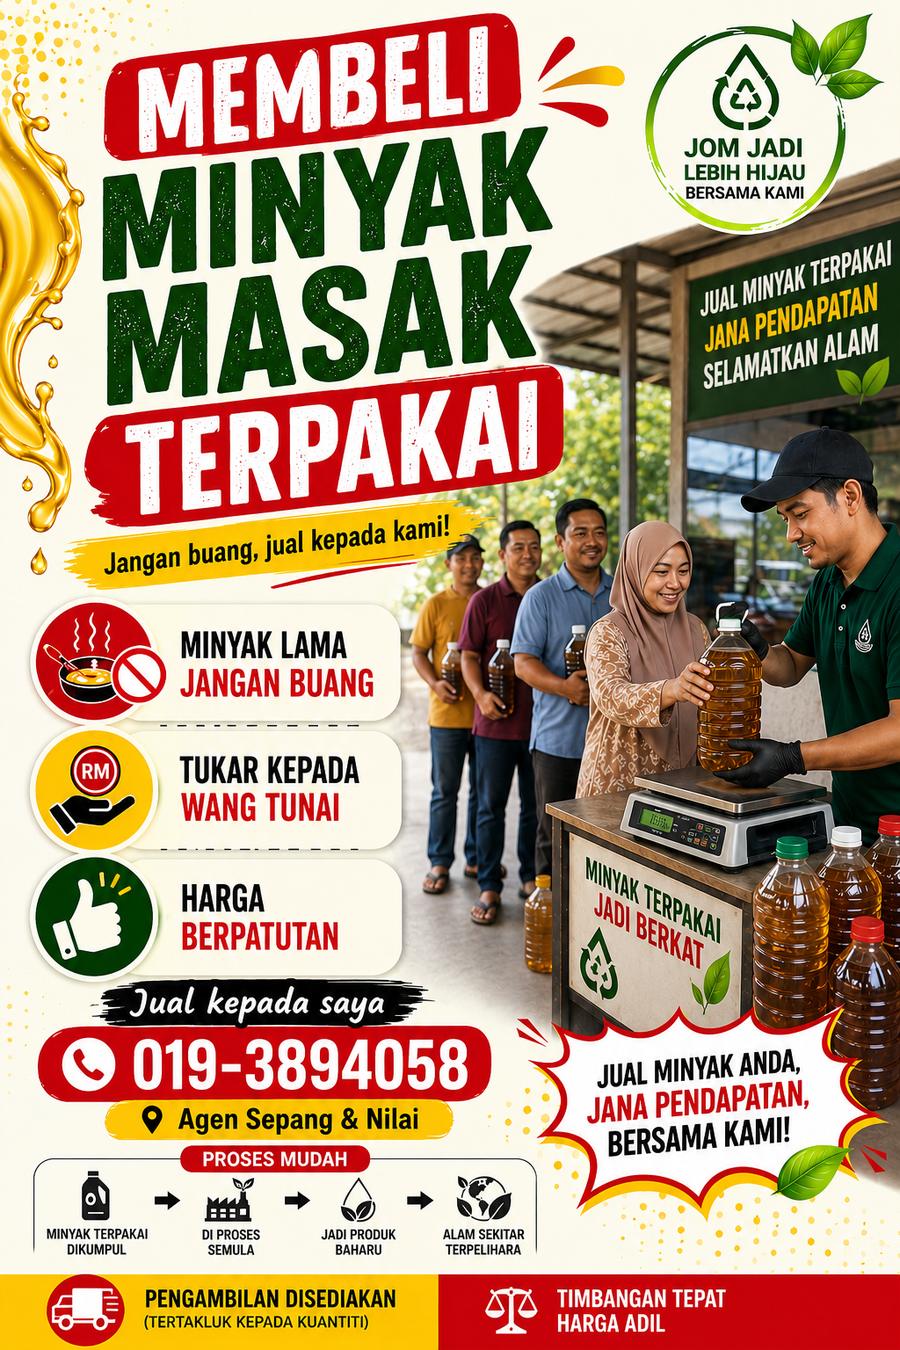 MEMBELI
MINYAK
MASAK
TERPAKAI
Jangan buang, jual kepada kami!
JOM JADI
LEBIH HIJAU
BERSAMA KAMI
JUAL MINYAK TERPAKAI
JANA PENDAPATAN
SELAMATKAN ALAM
MINYAK LAMA
JANGAN BUANG
RM
TUKAR KEPADA
WANG TUNAI
HARGA
BERPATUTAN
MINYAK TERPAKAI
JADI BERKAT
Jual kepada saya
019-3894058
Agen Sepang & Nilai
JUAL MINYAK ANDA,
JANA PENDAPATAN,
BERSAMA KAMI!
PROSES MUDAH
MINYAK TERPAKAI
DIKUMPUL
DI PROSES
SEMULA
JADI PRODUK
BAHARU
ALAM SEKITAR
TERPELIHARA
PENGAMBILAN DISEDIAKAN
(TERTAKLUK KEPADA KUANTITI)
TIMBANGAN TEPAT
HARGA ADIL